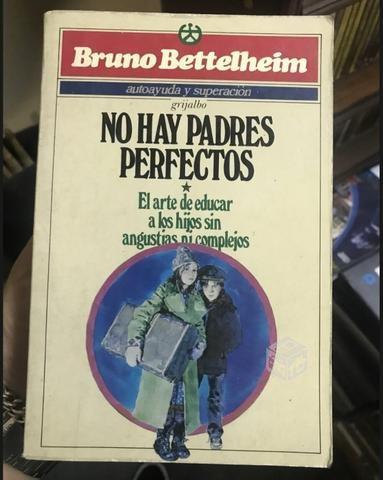 Bruno Bettelheim
autoayuda y superación
grijalbo
NO HAY PADRES
PERFECTOS
El arte de educar
a los hijos sin
angustias ni complejos